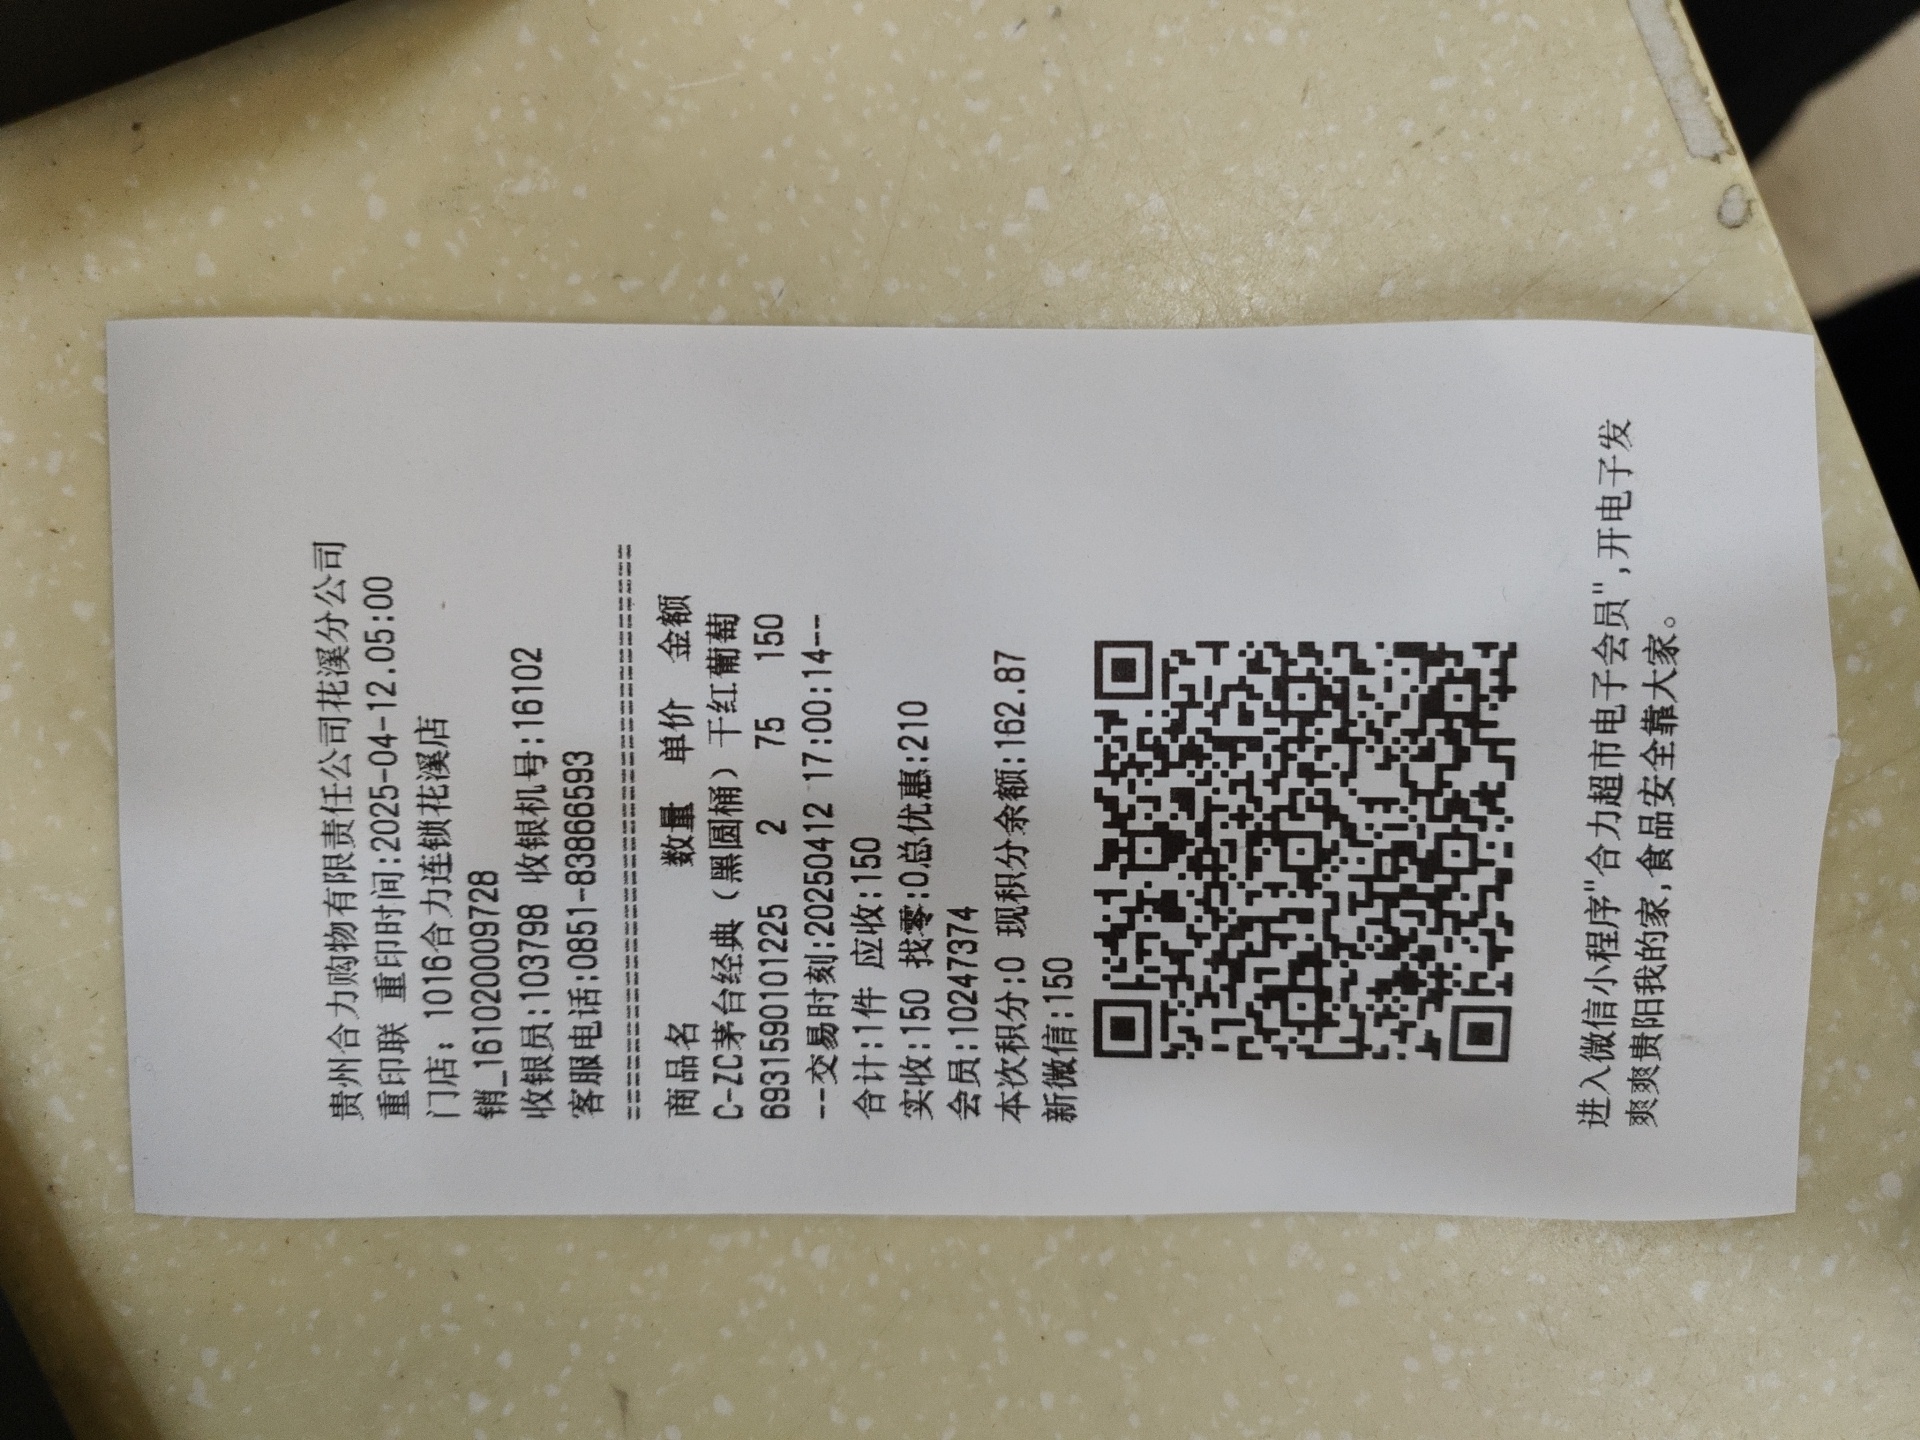 贵州合力购物有限责任公司花溪分公司
重印联 重印时间:2025-04-12.05:00
门店: 1016合力连锁花溪店
销_161020009728
收银员:103798 收银机号:16102
客服电话:0851-83866593
================================
商品名 数量 单价 金额
C-ZC茅台经典（黑圆桶）干红葡萄
6931590101225 2 75 150
--交易时刻:20250412 17:00:14--
合计:1件 应收:150
实收:150 找零:0总优惠:210
会员:10247374
本次积分:0 现积分余额:162.87
新微信:150
进入微信小程序"合力超市电子会员",开电子发
爽爽贵阳我的家,食品安全靠大家。